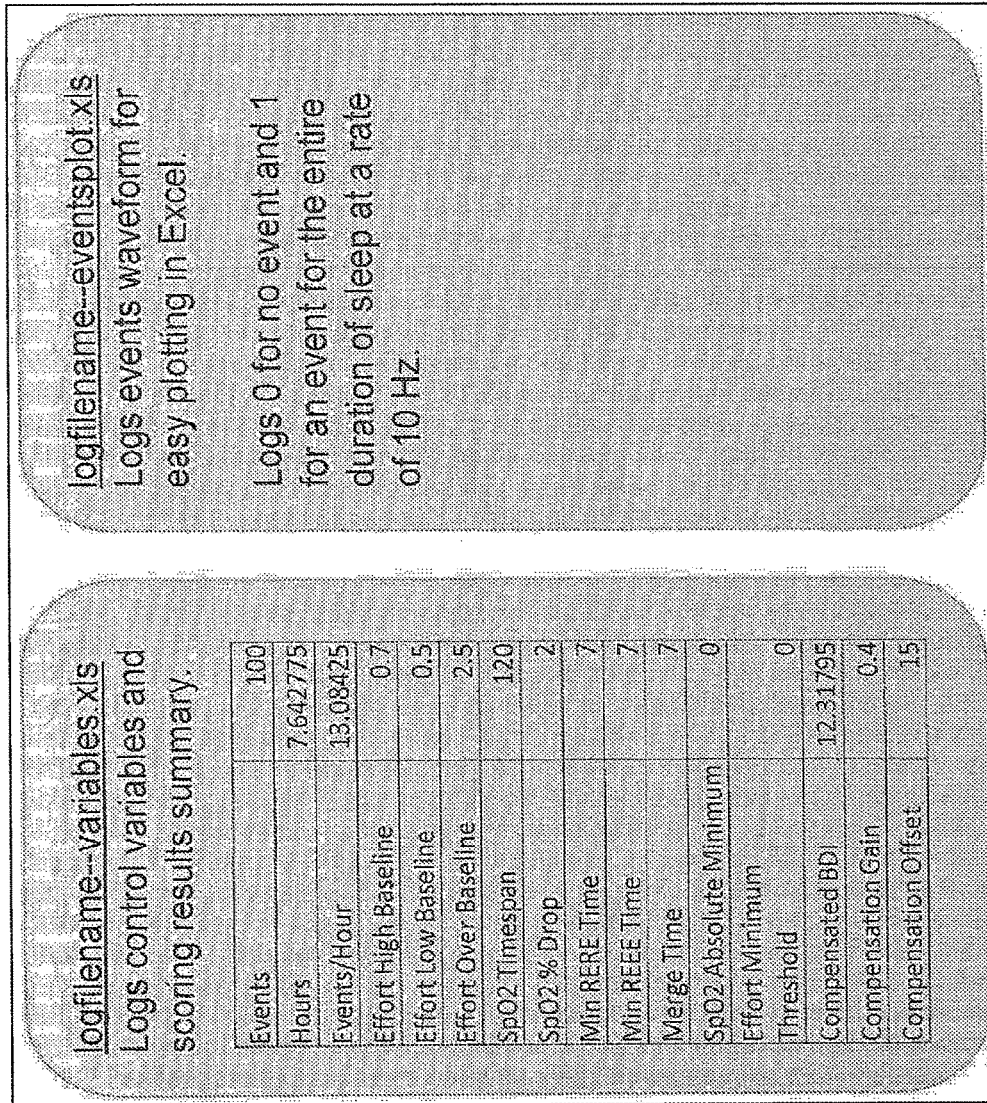 logfilename--variables.xls
Logs control variables and
scoring results summary.
Events 100
Hours 7.642775
Events/Hour 13.08425
Effort High Baseline 0.7
Effort Low Baseline 0.5
Effort Over Baseline 2.5
SpO2 Timespan 120
SpO2 % Drop 2
Min RERE Time 7
Min REEE Time 7
Merge Time 7
SpO2 Absolute Minimum 0
Effort Minimum
Threshold 0
Compensated BDI 12.31795
Compensation Gain 0.4
Compensation Offset 15
logfilename--eventsplot.xls
Logs events waveform for
easy plotting in Excel.
Logs 0 for no event and 1
for an event for the entire
duration of sleep at a rate
of 10 Hz.